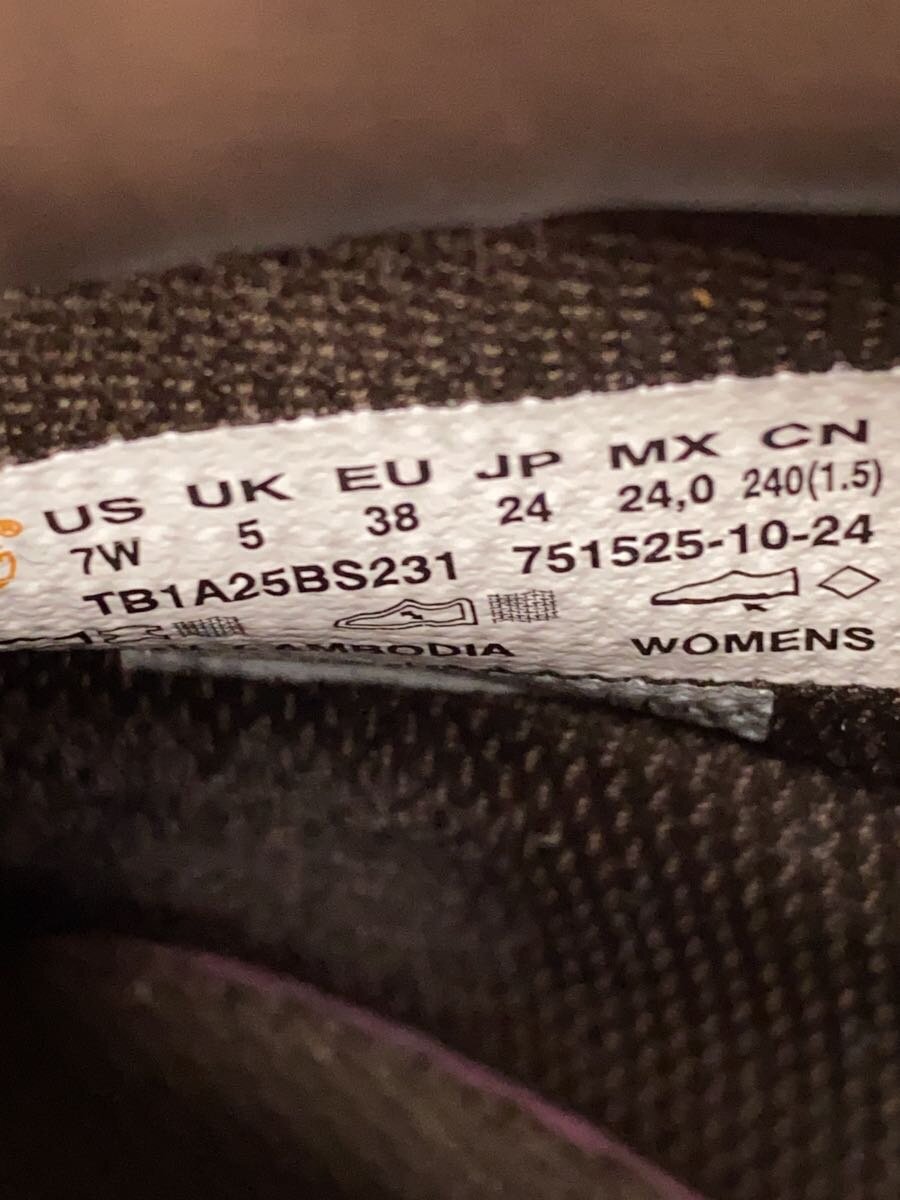 US UK EU JP MX CN
7W 5 38 24 24,0 240(1.5)
TB1A25BS231 751525-10-24
CAMBODIA WOMENS